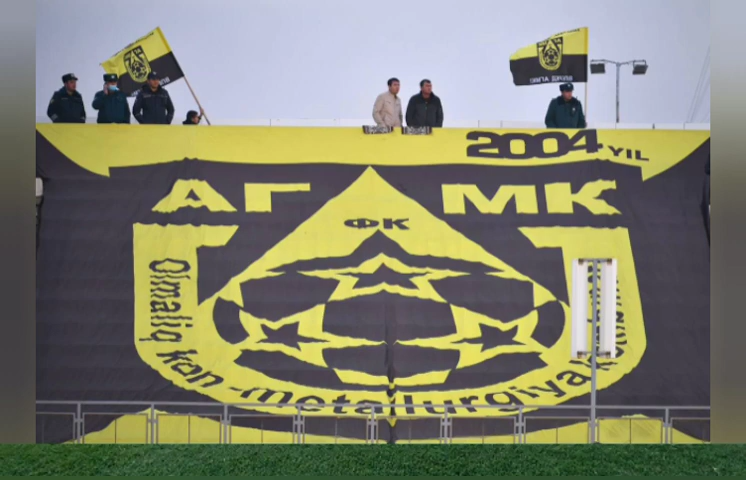 2004 YIL
АГМК
ФК
Olmaliq kon-metallurgiya